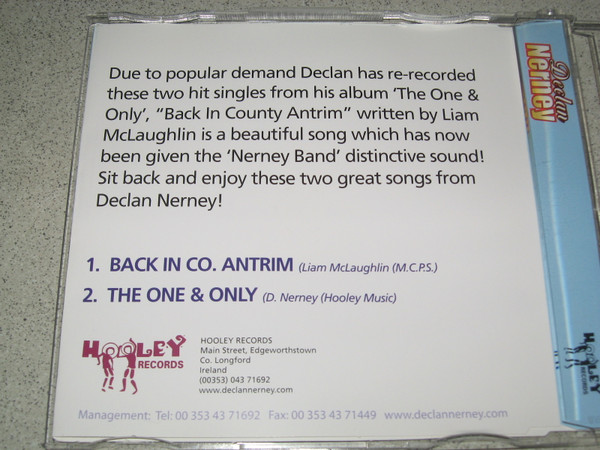 Due to popular demand Declan has re-recorded
these two hit singles from his album ‘The One &
Only’, “Back In County Antrim” written by Liam
McLaughlin is a beautiful song which has now
been given the ‘Nerney Band’ distinctive sound!
Sit back and enjoy these two great songs from
Declan Nerney!
1. BACK IN CO. ANTRIM (Liam McLaughlin (M.C.P.S.)
2. THE ONE & ONLY (D. Nerney (Hooley Music)
HOOLEY
RECORDS
HOOLEY RECORDS
Main Street, Edgeworthstown
Co. Longford
Ireland
(00353) 043 71692
www.declannerney.com
Management: Tel: 00 353 43 71692 Fax: 00 353 43 71449 www.declannerney.com
Declan
Nerney
HOOLEY
RECORDS